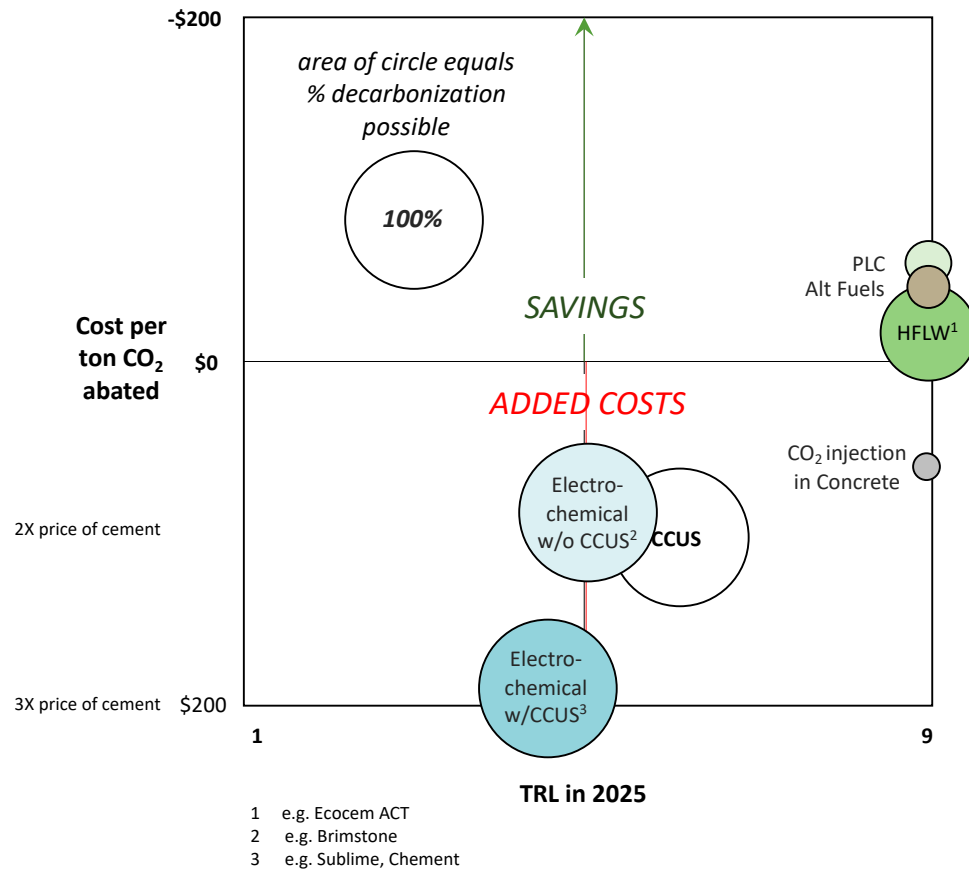 -$200
area of circle equals
% decarbonization
possible
100%
PLC
Alt Fuels
SAVINGS
HFLW1
Cost per
ton CO2
abated
$0
ADDED COSTS
CO2 injection
in Concrete
Electro-
chemical
w/o CCUS2
CCUS
2X price of cement
Electro-
chemical
w/CCUS3
3X price of cement
$200
1
9
TRL in 2025
1 e.g. Ecocem ACT
2 e.g. Brimstone
3 e.g. Sublime, Chement